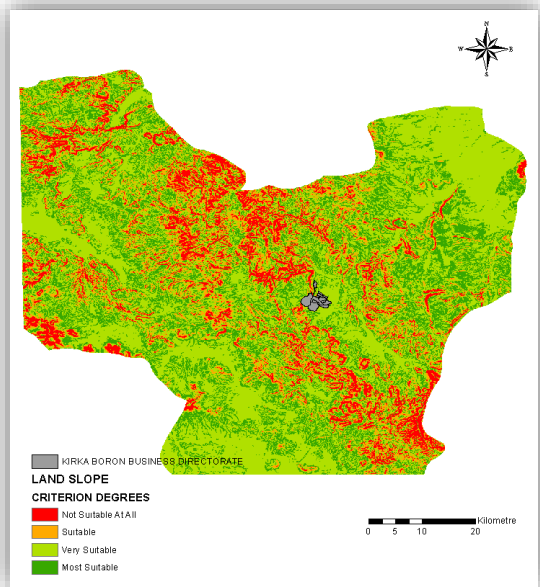 N
W E
S
KIRKA BORON BUSINESS DIRECTORATE
LAND SLOPE
CRITERION DEGREES
Not Suitable At All
Suitable
Very Suitable
Most Suitable
Kilometre
0 5 10 20